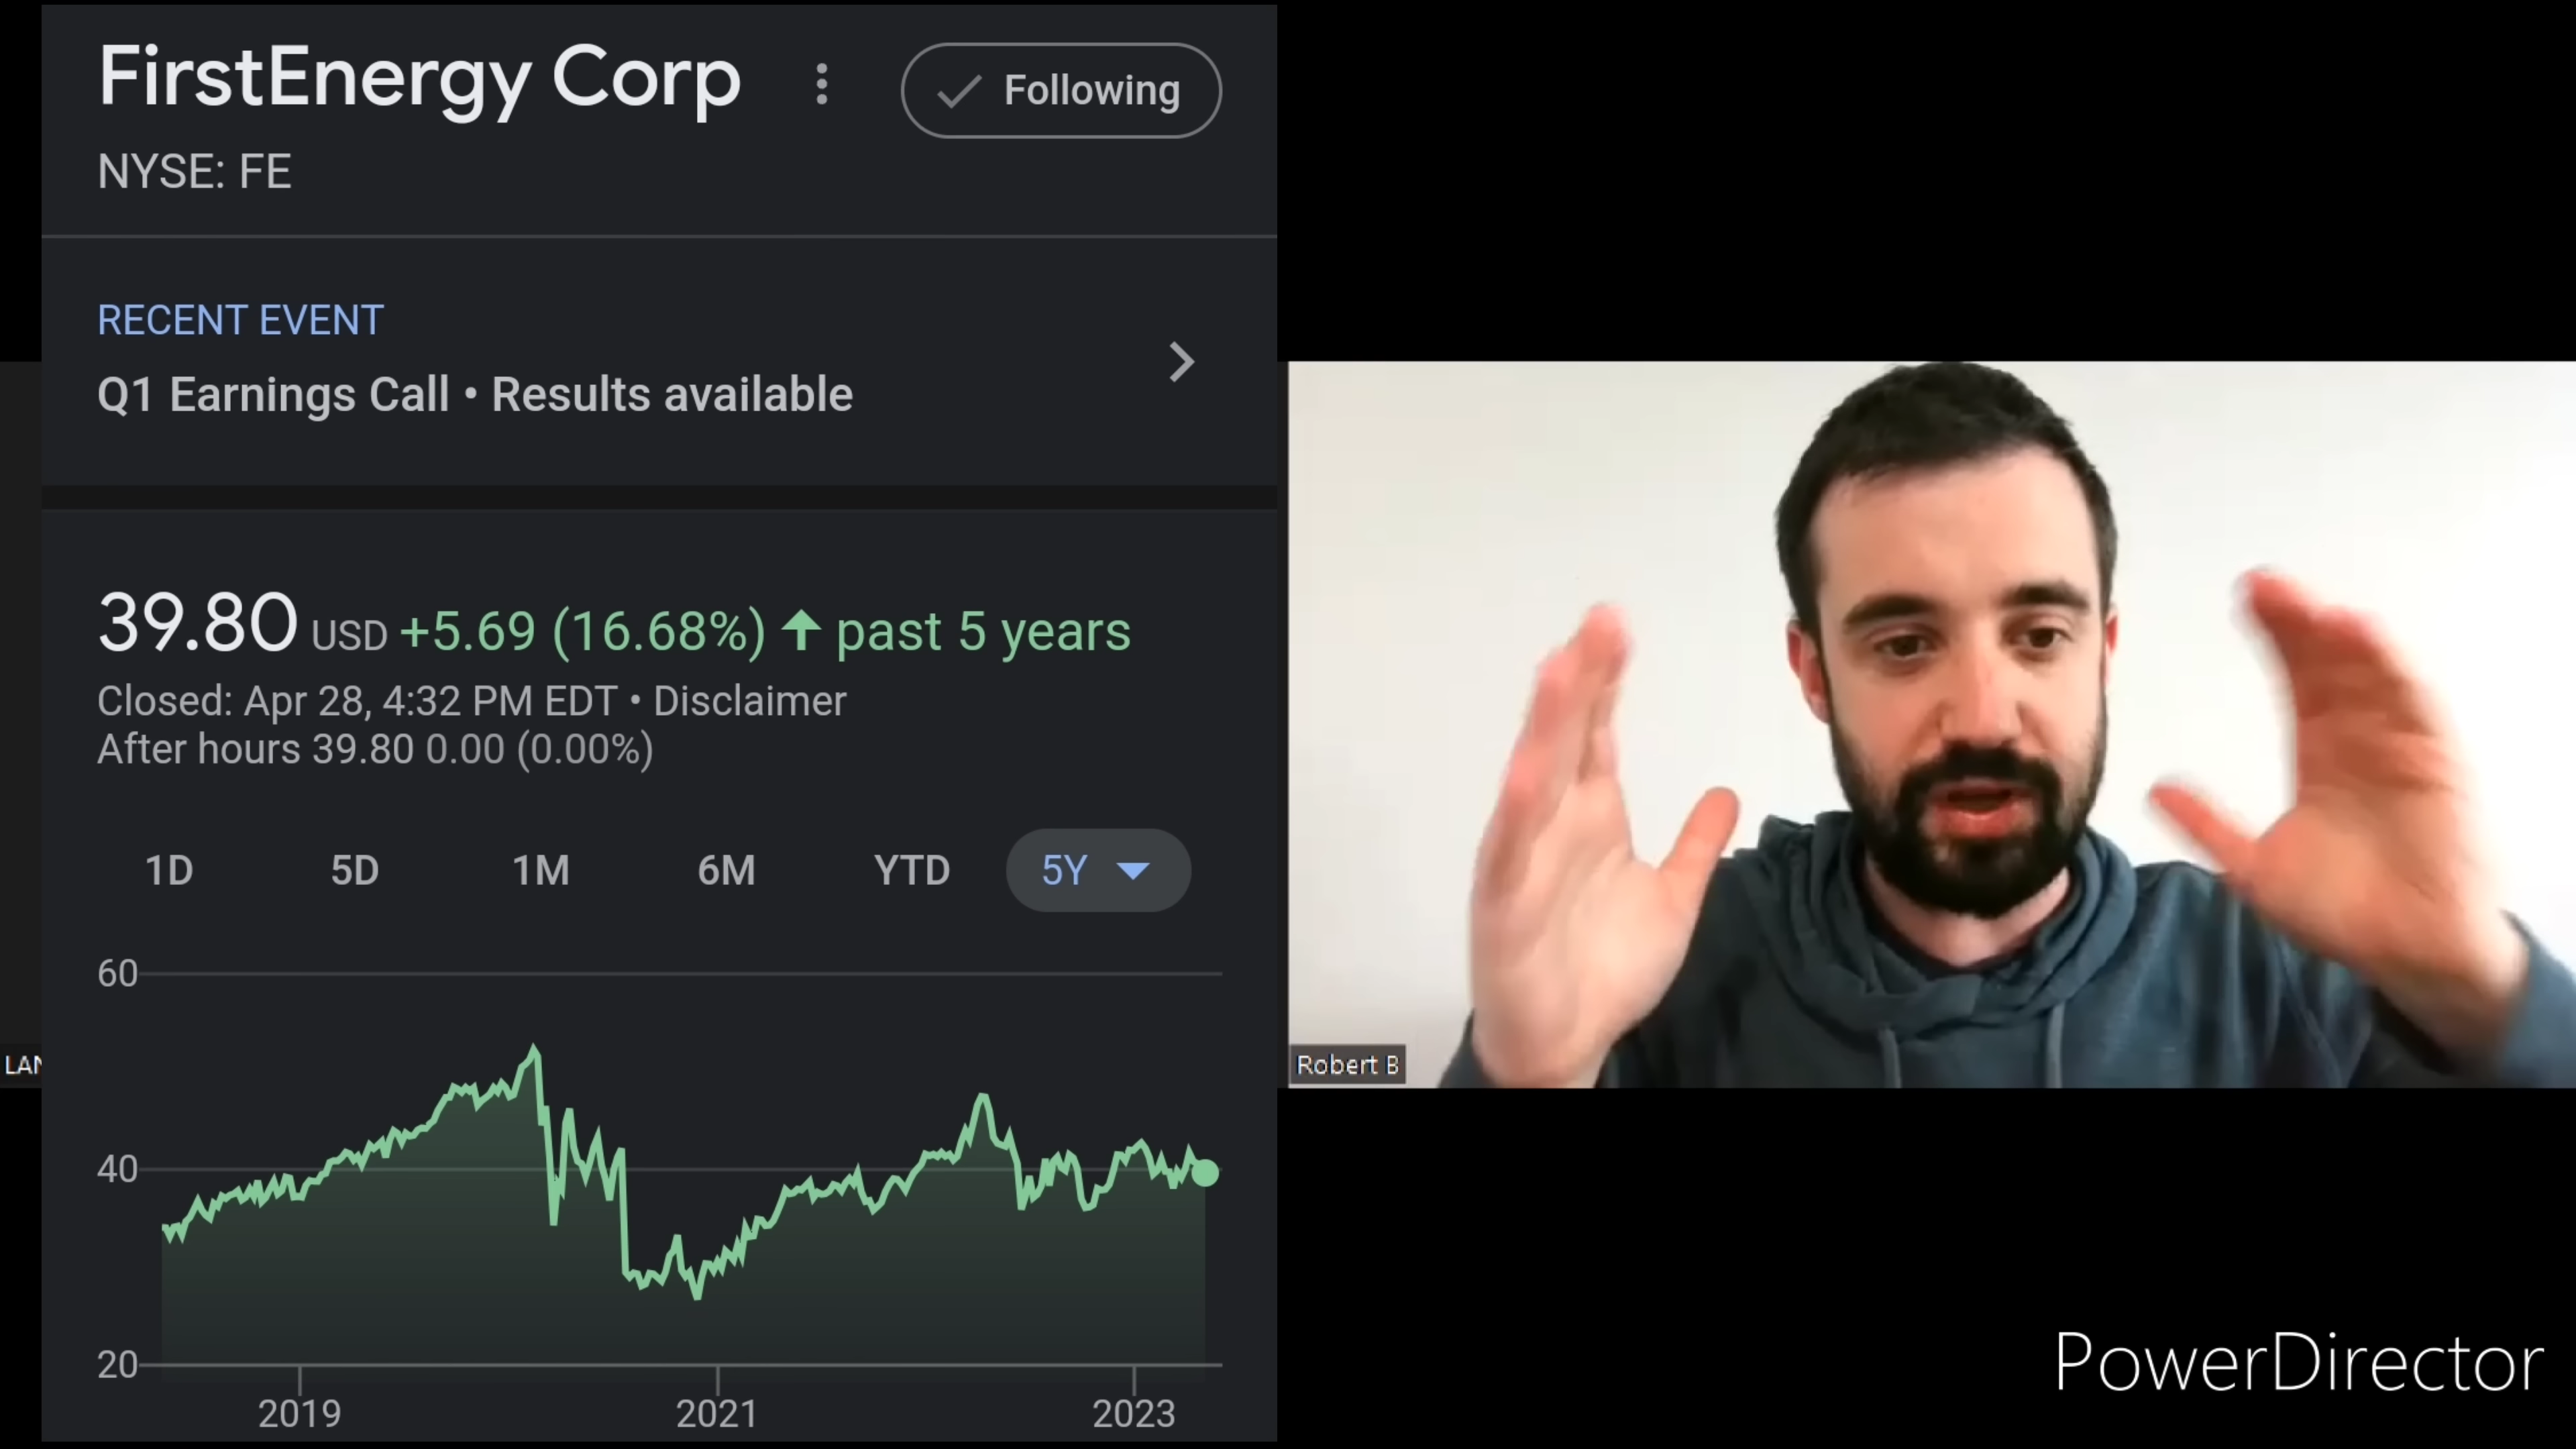 FirstEnergy Corp
Following
NYSE: FE
RECENT EVENT
Q1 Earnings Call • Results available
39.80 USD +5.69 (16.68%) ↑ past 5 years
Closed: Apr 28, 4:32 PM EDT • Disclaimer
After hours 39.80 0.00 (0.00%)
1D 5D 1M 6M YTD 5Y
60
40
20
2019 2021 2023
LAN
Robert B
PowerDirector